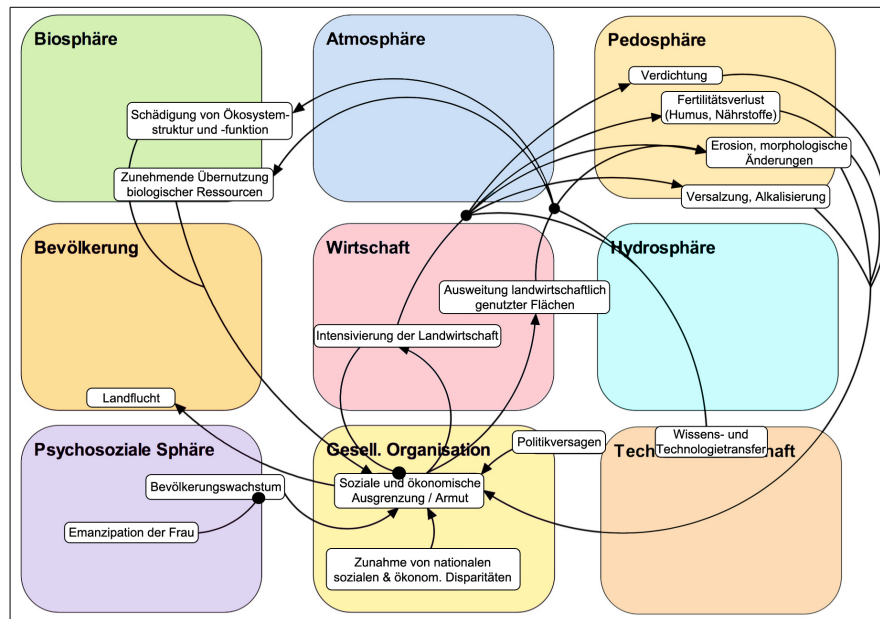 Biosphäre
Atmosphäre
Pedosphäre
Verdichtung
Schädigung von Ökosystem-
struktur und -funktion
Fertilitätsverlust
(Humus, Nährstoffe)
Erosion, morphologische
Änderungen
Zunehmende Übernutzung
biologischer Ressourcen
Versalzung, Alkalisierung
Bevölkerung
Wirtschaft
Hydrosphäre
Ausweitung landwirtschaftlich
genutzter Flächen
Intensivierung der Landwirtschaft
Landflucht
Psychosoziale Sphäre
Gesell. Organisation
Politikversagen
Wissens- und
Technologietransfer
Bevölkerungswachstum
Soziale und ökonomische
Ausgrenzung / Armut
Emanzipation der Frau
Zunahme von nationalen
sozialen & ökonom. Disparitäten